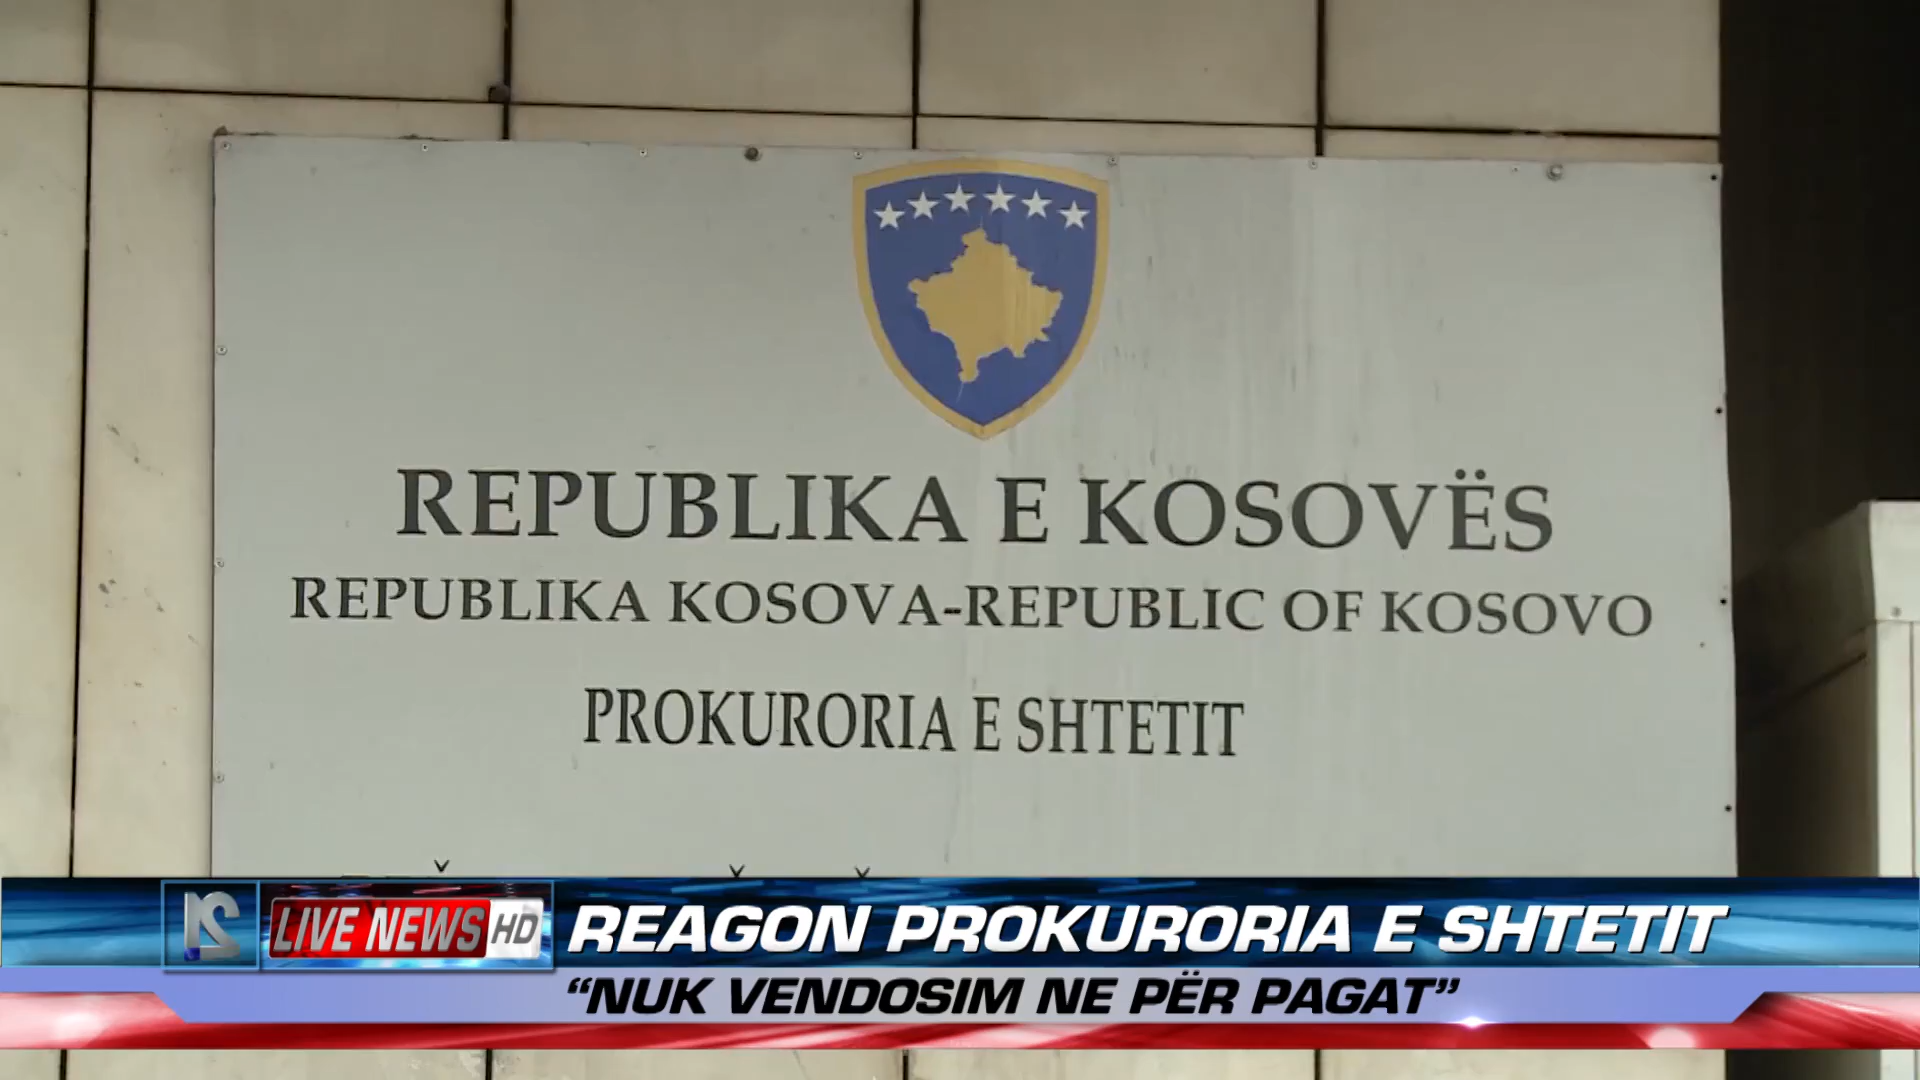 REPUBLIKA E KOSOVËS
REPUBLIKA KOSOVA-REPUBLIC OF KOSOVO
PROKURORIA E SHTETIT
LIVE NEWS HD
REAGON PROKURORIA E SHTETIT
“NUK VENDOSIM NE PËR PAGAT”